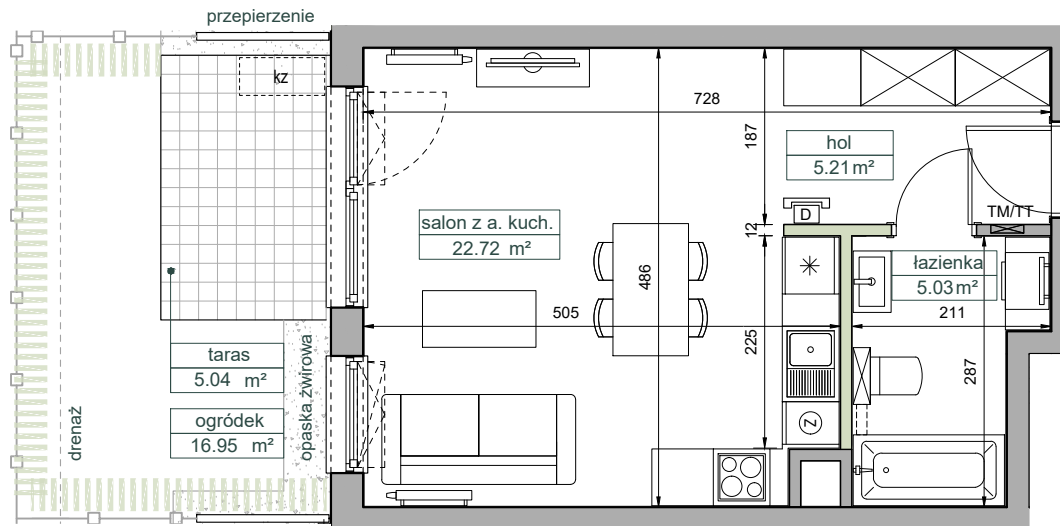 przepierzenie
kz
728
187
hol
5.21 m²
D
TM/TT
12
salon z a. kuch.
22.72 m²
486
łazienka
5.03 m²
505
211
225
287
taras
5.04 m²
ogródek
16.95 m²
opaska żwirowa
drenaż
Z